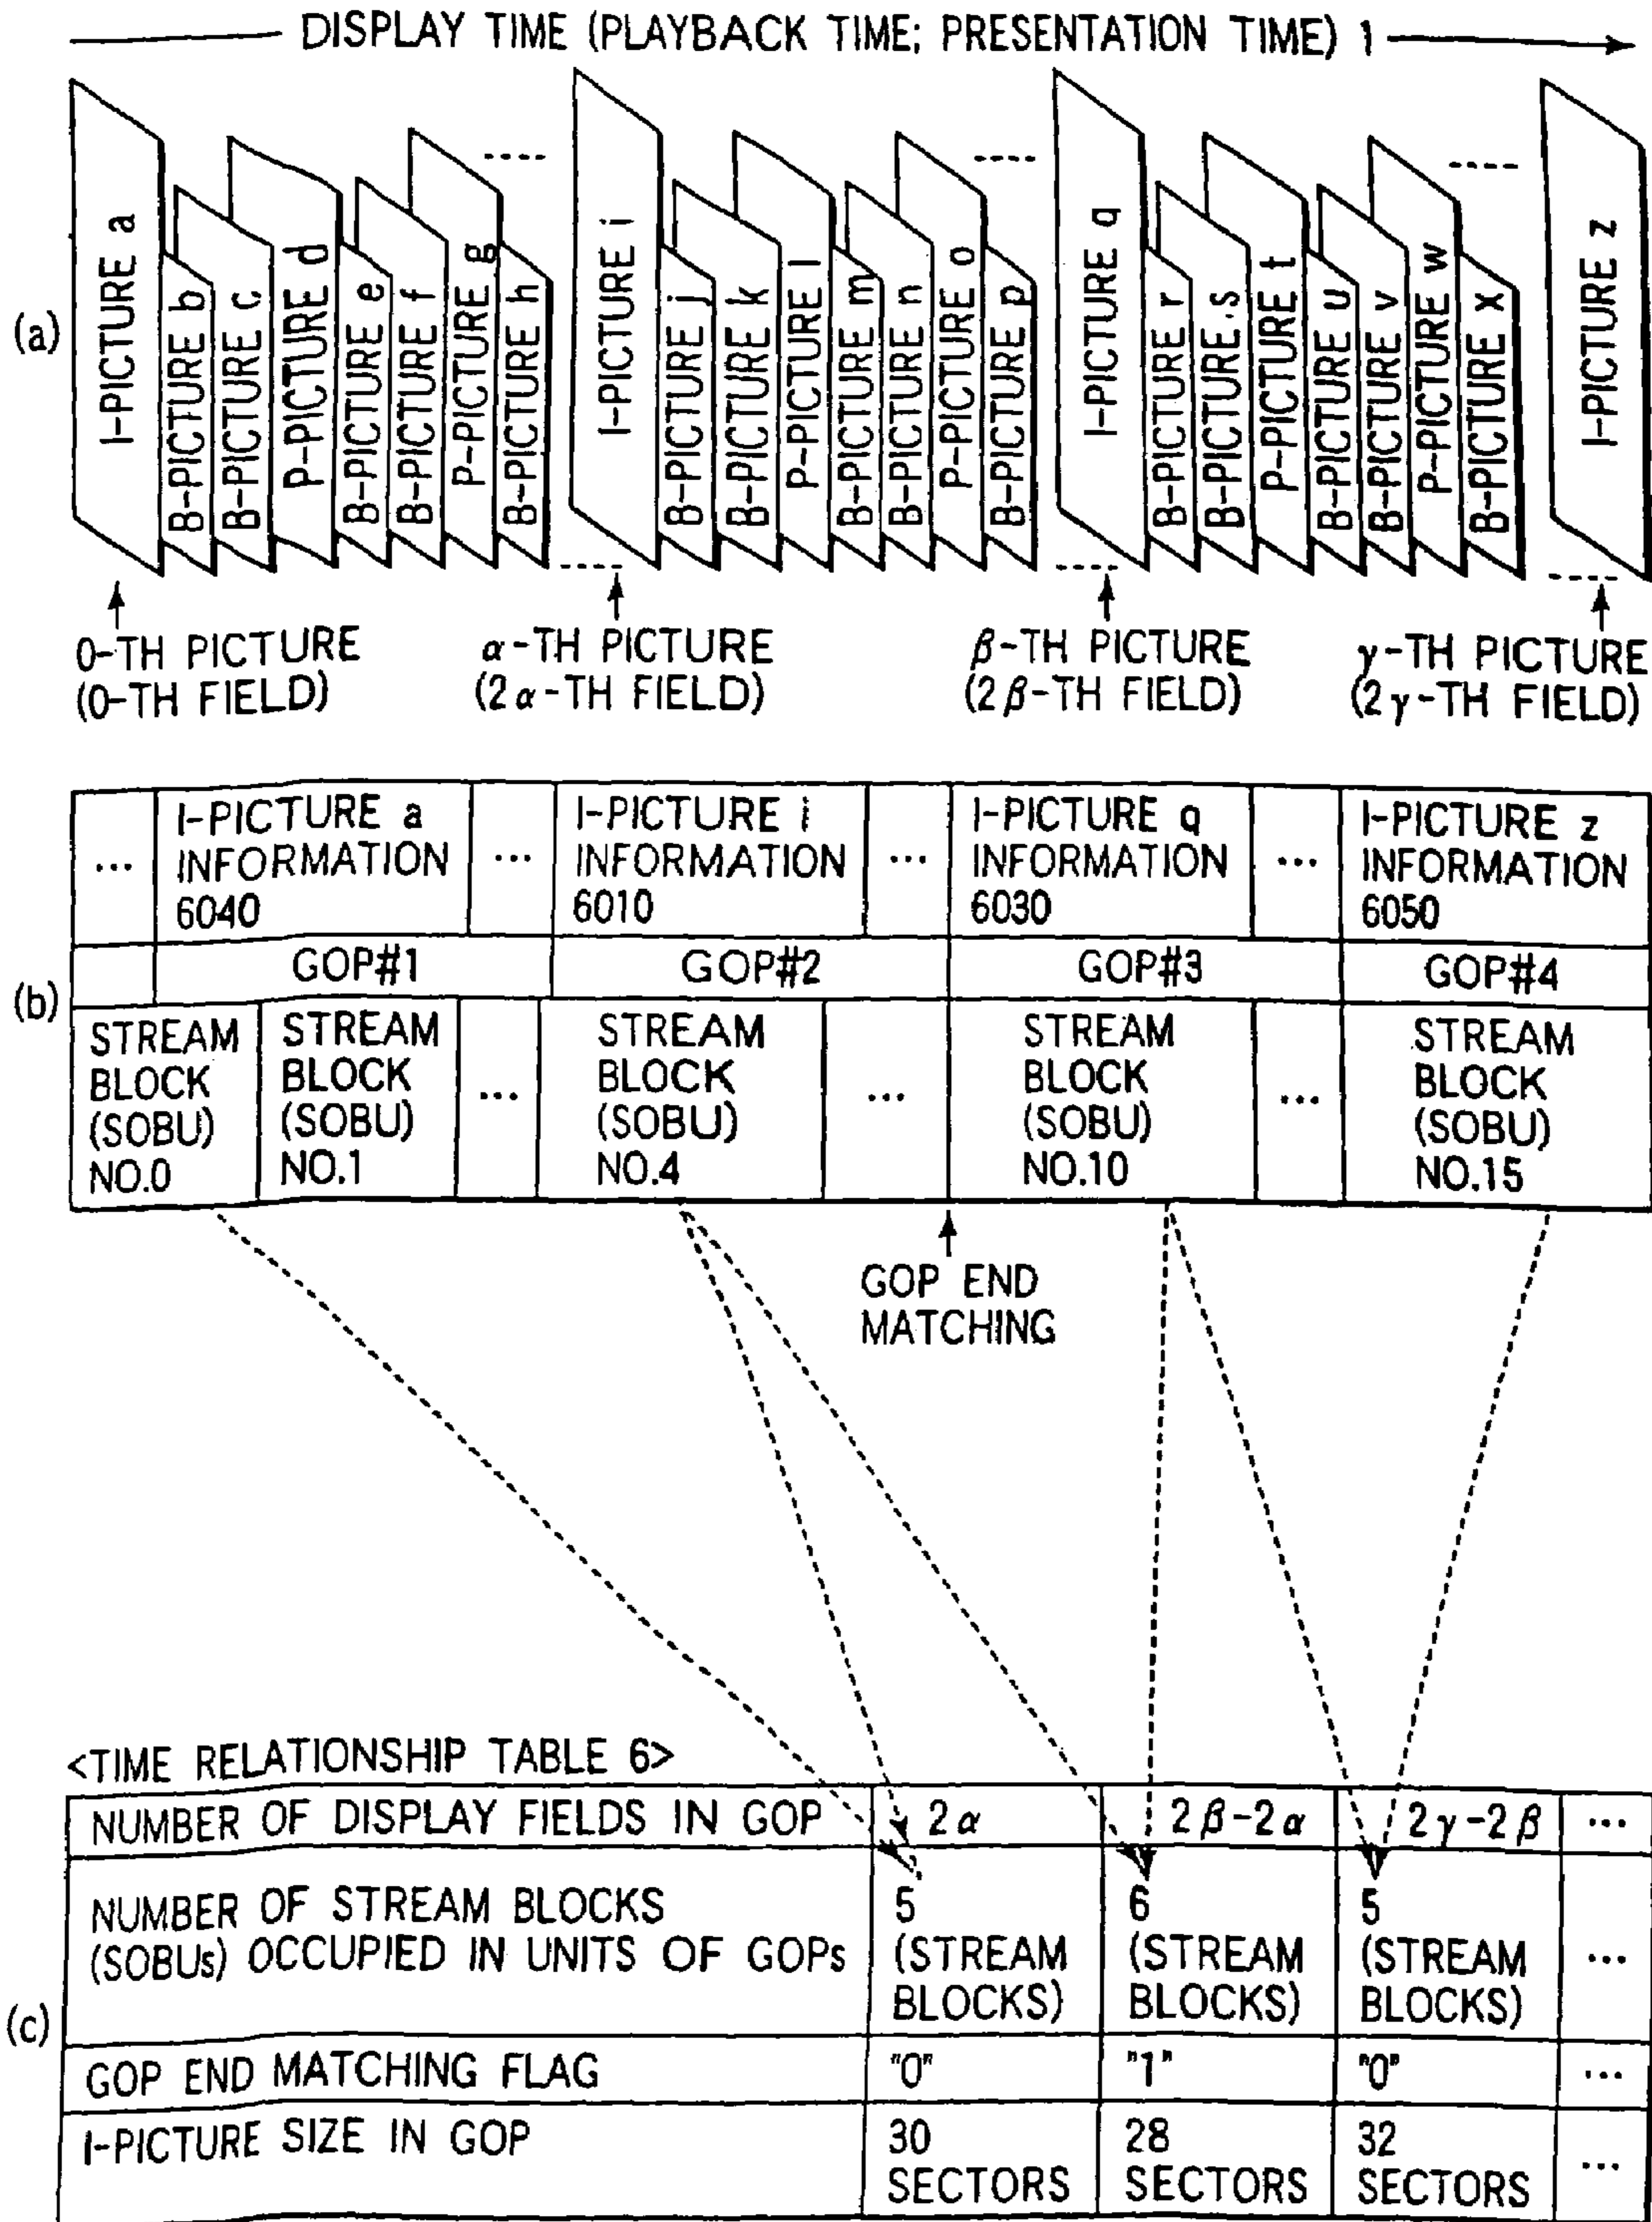 DISPLAY TIME (PLAYBACK TIME; PRESENTATION TIME) 1
(a)
I-PICTURE a
B-PICTURE b
B-PICTURE c
P-PICTURE d
B-PICTURE e
B-PICTURE f
P-PICTURE g
B-PICTURE h
I-PICTURE i
B-PICTURE j
B-PICTURE k
P-PICTURE l
B-PICTURE m
B-PICTURE n
P-PICTURE o
B-PICTURE p
I-PICTURE q
B-PICTURE r
B-PICTURE s
P-PICTURE t
B-PICTURE u
B-PICTURE v
P-PICTURE w
B-PICTURE x
I-PICTURE z
0-TH PICTURE
(0-TH FIELD)
α-TH PICTURE
(2α-TH FIELD)
β-TH PICTURE
(2β-TH FIELD)
γ-TH PICTURE
(2γ-TH FIELD)
(b)
...
I-PICTURE a
INFORMATION
6040
...
I-PICTURE i
INFORMATION
6010
...
I-PICTURE q
INFORMATION
6030
...
I-PICTURE z
INFORMATION
6050
GOP#1
GOP#2
GOP#3
GOP#4
STREAM
BLOCK
(SOBU)
NO.0
STREAM
BLOCK
(SOBU)
NO.1
...
STREAM
BLOCK
(SOBU)
NO.4
...
STREAM
BLOCK
(SOBU)
NO.10
...
STREAM
BLOCK
(SOBU)
NO.15
GOP END
MATCHING
<TIME RELATIONSHIP TABLE 6>
(c)
NUMBER OF DISPLAY FIELDS IN GOP
2α
2β-2α
2γ-2β
...
NUMBER OF STREAM BLOCKS
(SOBUs) OCCUPIED IN UNITS OF GOPs
5
(STREAM
BLOCKS)
6
(STREAM
BLOCKS)
5
(STREAM
BLOCKS)
...
GOP END MATCHING FLAG
"0"
"1"
"0"
...
I-PICTURE SIZE IN GOP
30
SECTORS
28
SECTORS
32
SECTORS
...